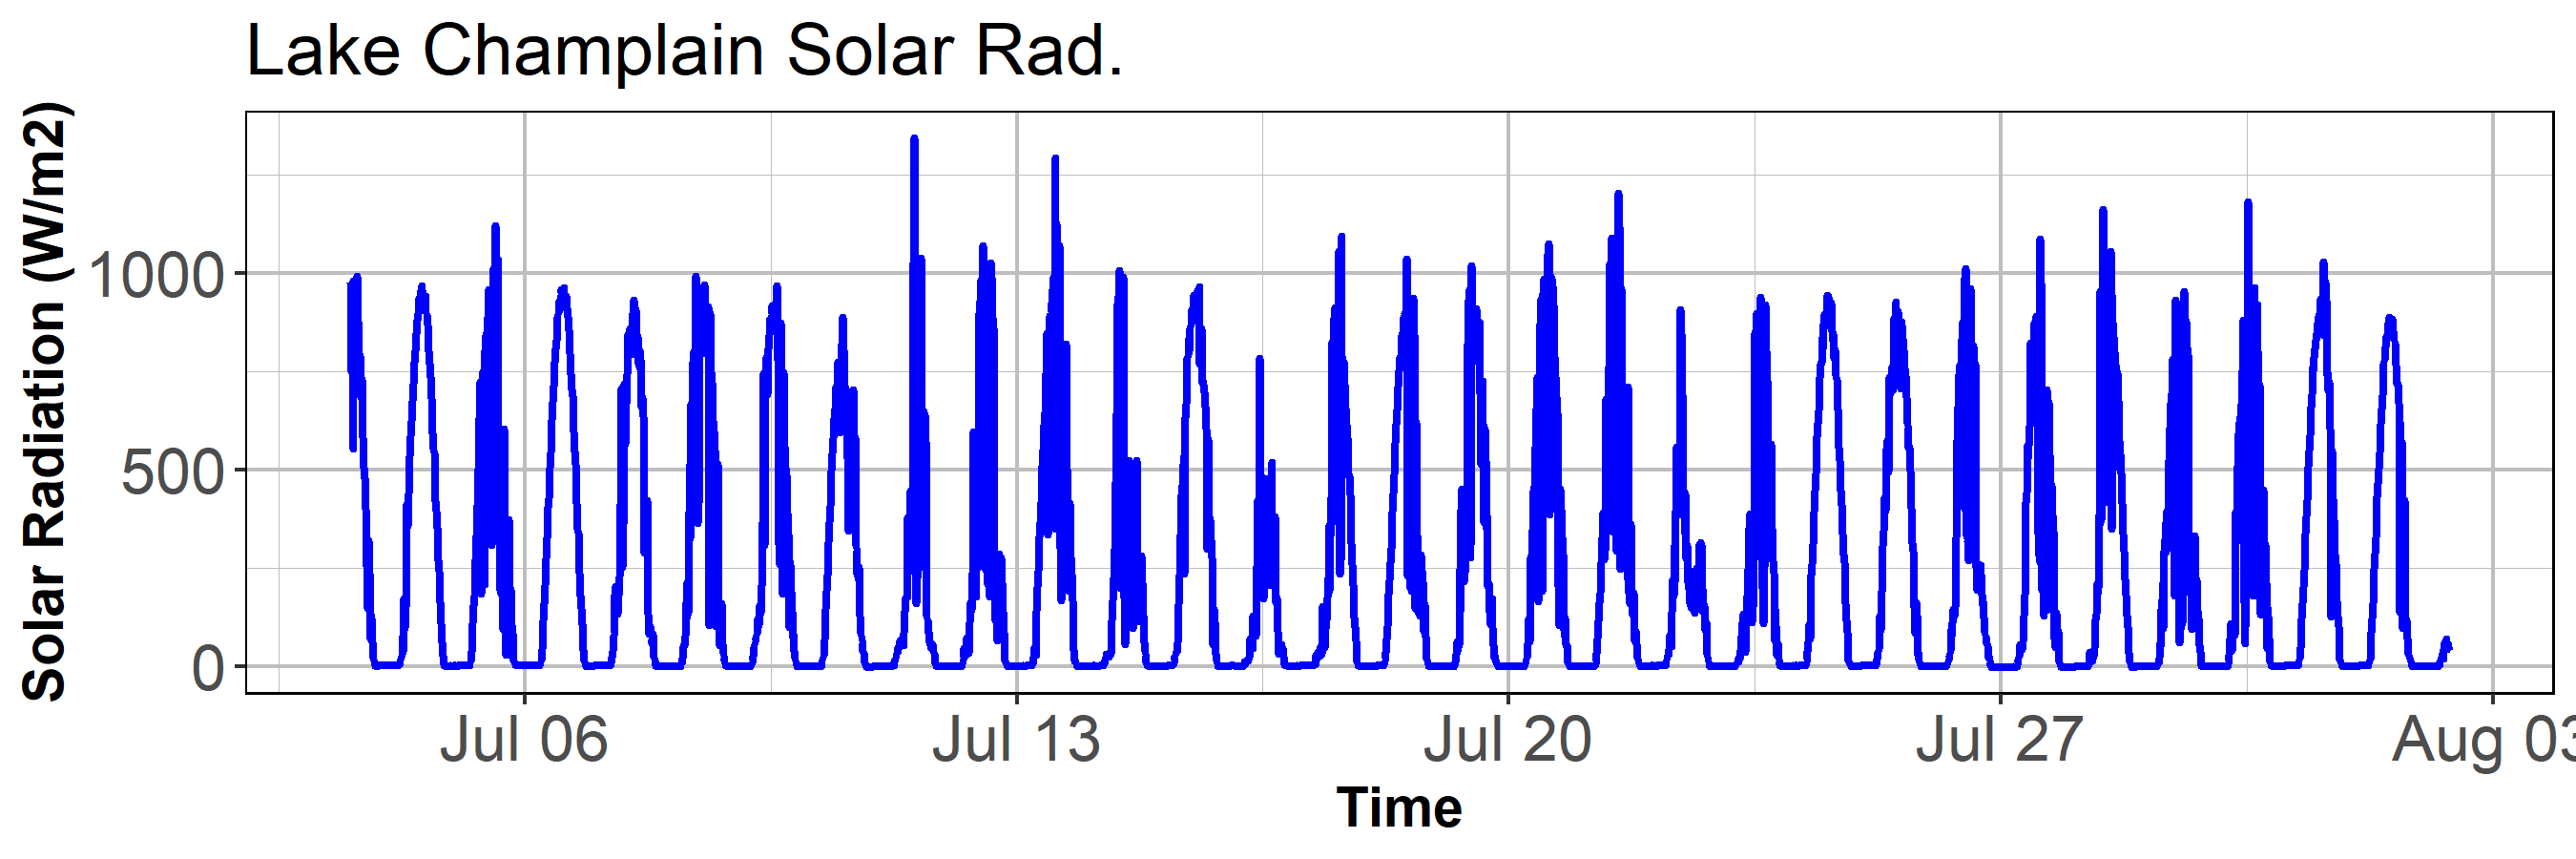 Lake Champlain Solar Rad.
Solar Radiation (W/m2)
1000
500
0
Jul 06 Jul 13 Jul 20 Jul 27 Aug 03
Time